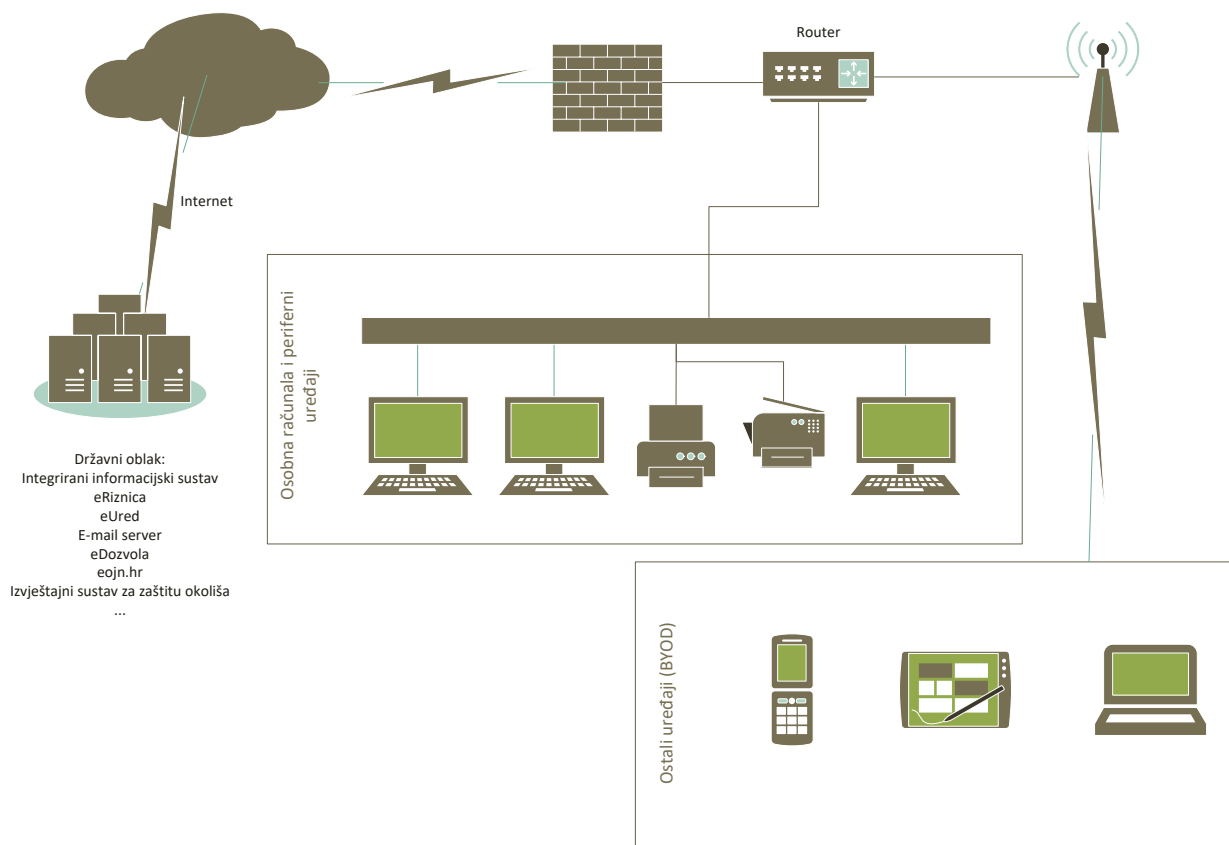 Router
Internet
Osobna računala i periferni
uređaji
Državni oblak:
Integrirani informacijski sustav
eRiznica
eUred
E-mail server
eDozvola
eojn.hr
Izvještajni sustav za zaštitu okoliša
...
Ostali uređaji (BYOD)